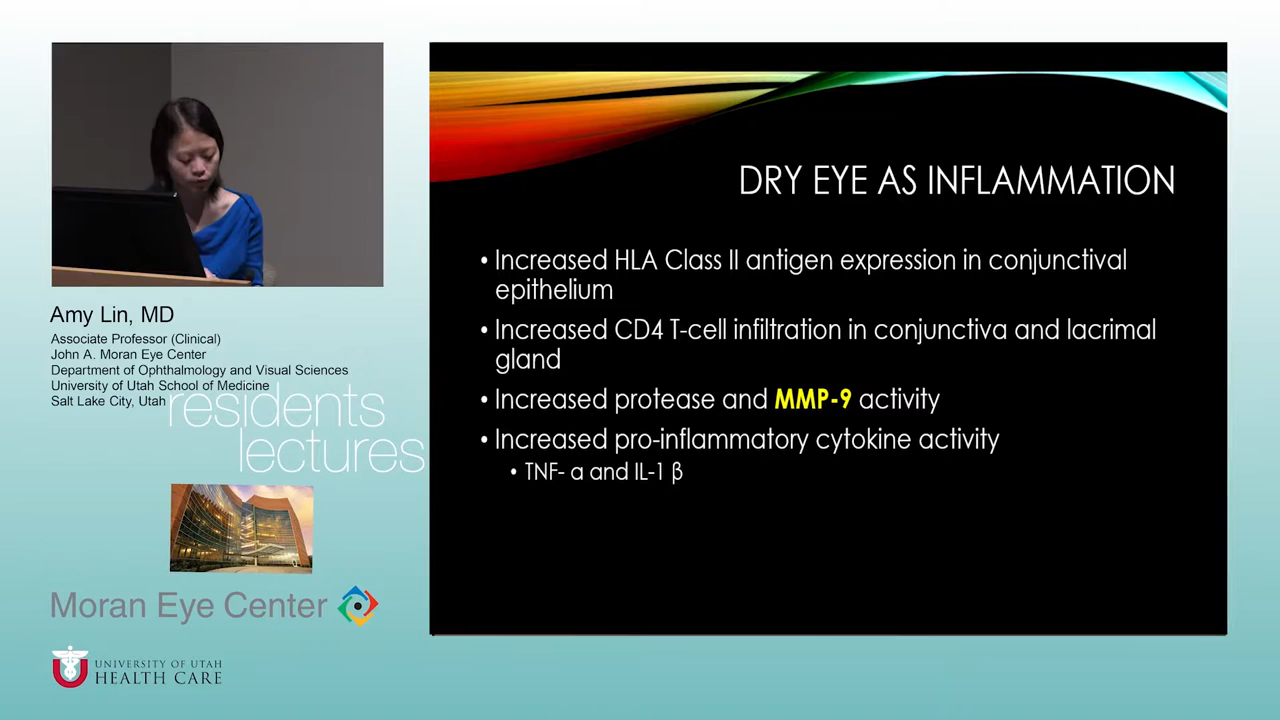 DRY EYE AS INFLAMMATION
• Increased HLA Class II antigen expression in conjunctival
epithelium
• Increased CD4 T-cell infiltration in conjunctiva and lacrimal
gland
• Increased protease and MMP-9 activity
• Increased pro-inflammatory cytokine activity
• TNF- α and IL-1 β
Amy Lin, MD
Associate Professor (Clinical)
John A. Moran Eye Center
Department of Ophthalmology and Visual Sciences
University of Utah School of Medicine
Salt Lake City, Utah
residents
lectures
Moran Eye Center
UNIVERSITY OF UTAH
HEALTH CARE